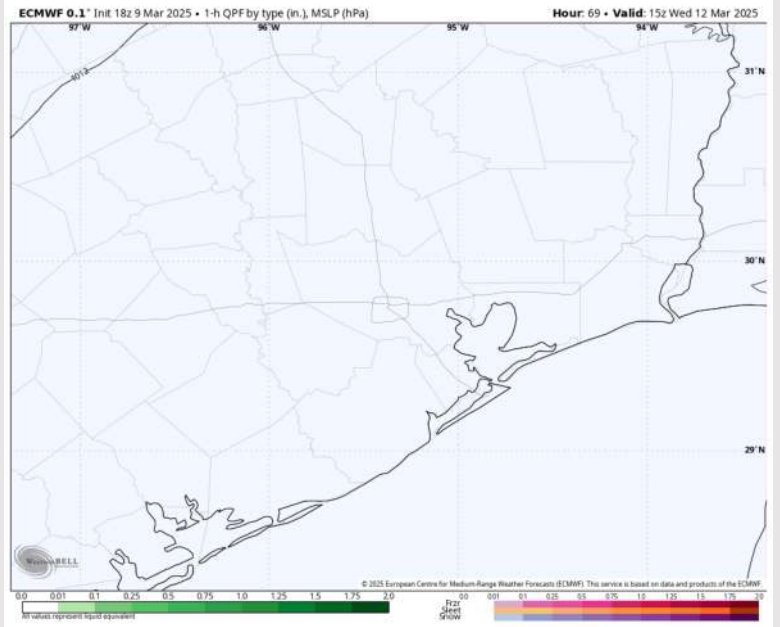 ECMWF 0.1° Init 18z 9 Mar 2025 • 1-h QPF by type (in.), MSLP (hPa) Hour: 69 • Valid: 15z Wed 12 Mar 2025
97°W 96°W 95°W 94°W
1012
31°N
30°N
29°N
WeatherBELL
© 2025 European Centre for Medium-Range Weather Forecasts (ECMWF). This service is based on data and products of the ECMWF.
0.0 0.01 0.1 0.25 0.5 0.75 1.0 1.25 1.5 1.75 2.0 0.0 0.01 0.1 0.25 0.5 0.75 1.0 1.25 1.5 1.75 2.0
Frzr
Sleet
Snow
All values represent liquid equivalent